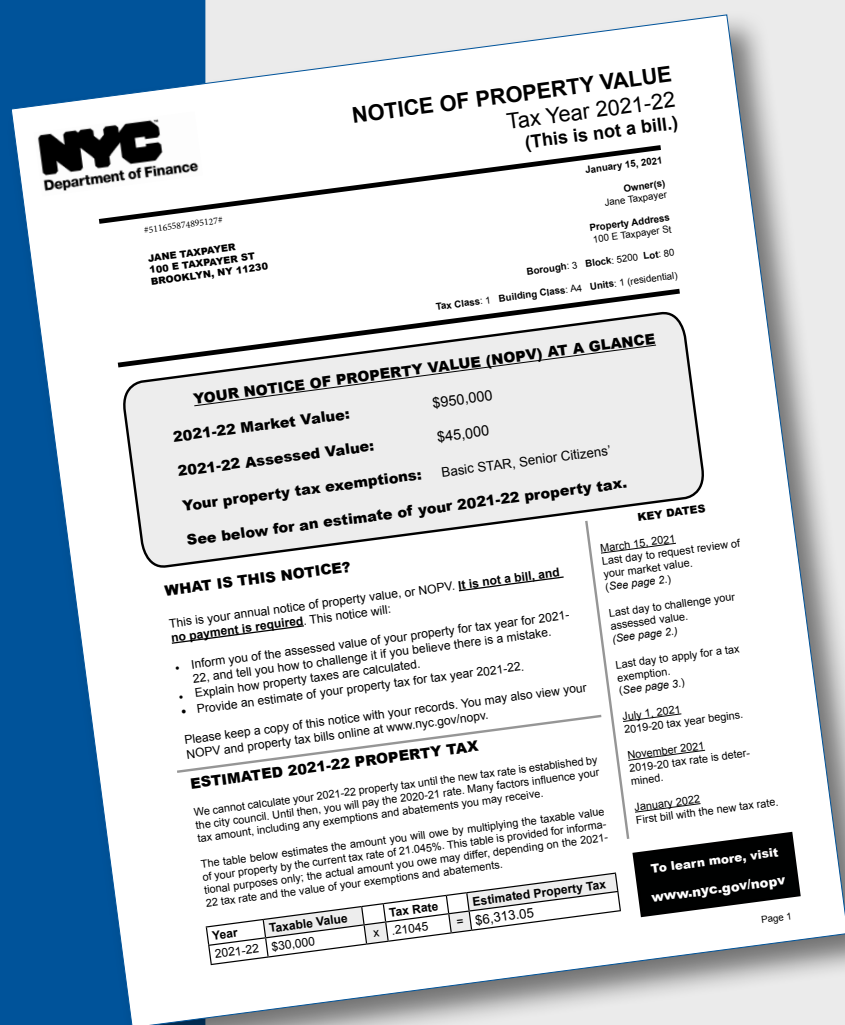 NYC
Department of Finance
NOTICE OF PROPERTY VALUE
Tax Year 2021-22
(This is not a bill.)
January 15, 2021
Owner(s)
Jane Taxpayer
Property Address
100 E Taxpayer St
Borough: 3 Block: 5200 Lot: 80
Tax Class: 1 Building Class: A4 Units: 1 (residential)
#511655874895127#
JANE TAXPAYER
100 E TAXPAYER ST
BROOKLYN, NY 11230
YOUR NOTICE OF PROPERTY VALUE (NOPV) AT A GLANCE
2021-22 Market Value: $950,000
2021-22 Assessed Value: $45,000
Your property tax exemptions: Basic STAR, Senior Citizens’
See below for an estimate of your 2021-22 property tax.
WHAT IS THIS NOTICE?
This is your annual notice of property value, or NOPV. It is not a bill, and
no payment is required. This notice will:
• Inform you of the assessed value of your property for tax year for 2021-
22, and tell you how to challenge it if you believe there is a mistake.
• Explain how property taxes are calculated.
• Provide an estimate of your property tax for tax year 2021-22.
Please keep a copy of this notice with your records. You may also view your
NOPV and property tax bills online at www.nyc.gov/nopv.
ESTIMATED 2021-22 PROPERTY TAX
We cannot calculate your 2021-22 property tax until the new tax rate is established by
the city council. Until then, you will pay the 2020-21 rate. Many factors influence your
tax amount, including any exemptions and abatements you may receive.
The table below estimates the amount you will owe by multiplying the taxable value
of your property by the current tax rate of 21.045%. This table is provided for informa-
tional purposes only; the actual amount you owe may differ, depending on the 2021-
22 tax rate and the value of your exemptions and abatements.
Year Taxable Value Tax Rate Estimated Property Tax
2021-22 $30,000 x .21045 = $6,313.05
KEY DATES
March 15, 2021
Last day to request review of
your market value.
(See page 2.)
Last day to challenge your
assessed value.
(See page 2.)
Last day to apply for a tax
exemption.
(See page 3.)
July 1, 2021
2019-20 tax year begins.
November 2021
2019-20 tax rate is deter-
mined.
January 2022
First bill with the new tax rate.
To learn more, visit
www.nyc.gov/nopv
Page 1